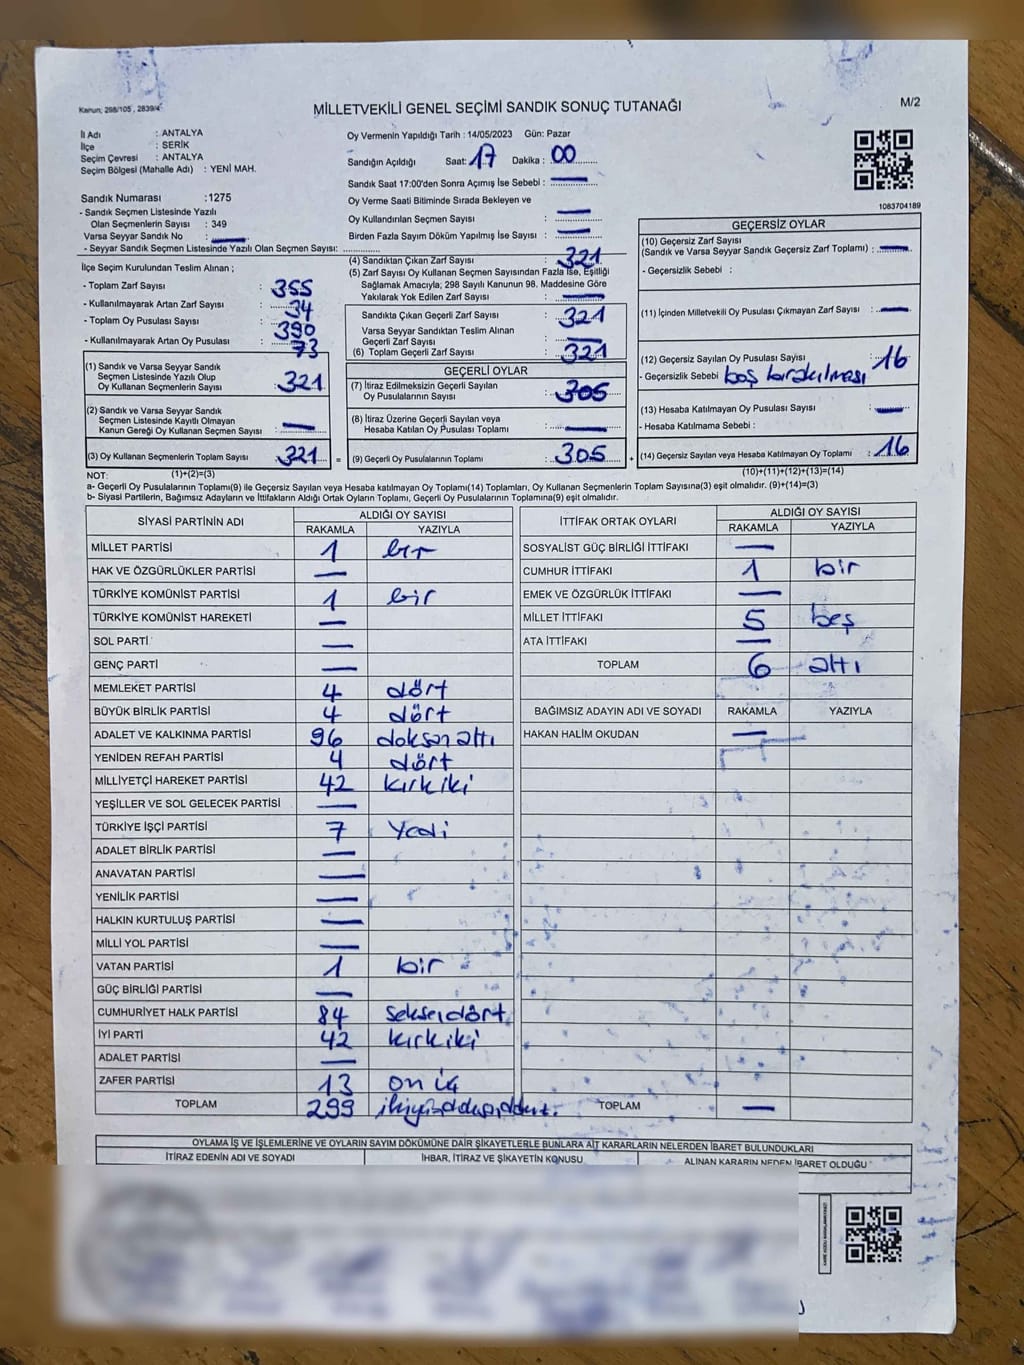 Kanun: 298/105 , 2839/4
MİLLETVEKİLİ GENEL SEÇİMİ SANDIK SONUÇ TUTANAĞI
M/2
İl Adı : ANTALYA
İlçe : SERİK
Seçim Çevresi : ANTALYA
Seçim Bölgesi (Mahalle Adı) : YENİ MAH.
Oy Vermenin Yapıldığı Tarih : 14/05/2023 Gün: Pazar
Sandığın Açıldığı Saat: 17 Dakika : 00
Sandık Saat 17:00'den Sonra Açımış İse Sebebi : —
Oy Verme Saati Bitiminde Sırada Bekleyen ve
Oy Kullandırılan Seçmen Sayısı : —
Birden Fazla Sayım Döküm Yapılmış İse Sayısı : —
1083704189
Sandık Numarası :1275
- Sandık Seçmen Listesinde Yazılı
Olan Seçmenlerin Sayısı : 349
Varsa Seyyar Sandık No : —
- Seyyar Sandık Seçmen Listesinde Yazılı Olan Seçmen Sayısı:
İlçe Seçim Kurulundan Teslim Alınan ;
- Toplam Zarf Sayısı : 355
- Kullanılmayarak Artan Zarf Sayısı : 34
- Toplam Oy Pusulası Sayısı : 390
- Kullanılmayarak Artan Oy Pusulası : 73
(1) Sandık ve Varsa Seyyar Sandık
Seçmen Listesinde Yazılı Olup
Oy Kullanan Seçmenlerin Sayısı : 321
(2) Sandık ve Varsa Seyyar Sandık
Seçmen Listesinde Kayıtlı Olmayan
Kanun Gereği Oy Kullanan Seçmen Sayısı : —
(3) Oy Kullanan Seçmenlerin Toplam Sayısı : 321
(4) Sandıktan Çıkan Zarf Sayısı : 321
(5) Zarf Sayısı Oy Kullanan Seçmen Sayısından Fazla İse, Eşitliği
Sağlamak Amacıyla; 298 Sayılı Kanunun 98. Maddesine Göre
Yakılarak Yok Edilen Zarf Sayısı : —
Sandıkta Çıkan Geçerli Zarf Sayısı : 321
Varsa Seyyar Sandıktan Teslim Alınan
Geçerli Zarf Sayısı : —
(6) Toplam Geçerli Zarf Sayısı : 321
GEÇERLİ OYLAR
(7) İtiraz Edilmeksizin Geçerli Sayılan
Oy Pusulalarının Sayısı : 305
(8) İtiraz Üzerine Geçerli Sayılan veya
Hesaba Katılan Oy Pusulası Toplamı : —
= (9) Geçerli Oy Pusulalarının Toplamı : 305 +
GEÇERSİZ OYLAR
(10) Geçersiz Zarf Sayısı
(Sandık ve Varsa Seyyar Sandık Geçersiz Zarf Toplamı) : —
- Geçersizlik Sebebi :
(11) İçinden Milletvekili Oy Pusulası Çıkmayan Zarf Sayısı : —
(12) Geçersiz Sayılan Oy Pusulası Sayısı : 16
- Geçersizlik Sebebi boş bırakılması
(13) Hesaba Katılmayan Oy Pusulası Sayısı : —
- Hesaba Katılmama Sebebi :
(14) Geçersiz Sayılan veya Hesaba Katılmayan Oy Toplamı : 16
NOT: (1)+(2)=(3)
(10)+(11)+(12)+(13)=(14)
a- Geçerli Oy Pusulalarının Toplamı(9) ile Geçersiz Sayılan veya Hesaba katılmayan Oy Toplamı(14) Toplamları, Oy Kullanan Seçmenlerin Toplam Sayısına(3) eşit olmalıdır. (9)+(14)=(3)
b- Siyasi Partilerin, Bağımsız Adayların ve İttifakların Aldığı Ortak Oyların Toplamı, Geçerli Oy Pusulalarının Toplamına(9) eşit olmalıdır.
SİYASİ PARTİNİN ADI ALDIĞI OY SAYISI
RAKAMLA YAZIYLA
MİLLET PARTİSİ 1 bir
HAK VE ÖZGÜRLÜKLER PARTİSİ —
TÜRKİYE KOMÜNİST PARTİSİ 1 bir
TÜRKİYE KOMÜNİST HAREKETİ —
SOL PARTİ —
GENÇ PARTİ —
MEMLEKET PARTİSİ 4 dört
BÜYÜK BİRLİK PARTİSİ 4 dört
ADALET VE KALKINMA PARTİSİ 96 doksan altı
YENİDEN REFAH PARTİSİ 4 dört
MİLLİYETÇİ HAREKET PARTİSİ 42 kırkiki
YEŞİLLER VE SOL GELECEK PARTİSİ —
TÜRKİYE İŞÇİ PARTİSİ 7 Yedi
ADALET BİRLİK PARTİSİ —
ANAVATAN PARTİSİ —
YENİLİK PARTİSİ —
HALKIN KURTULUŞ PARTİSİ —
MİLLİ YOL PARTİSİ —
VATAN PARTİSİ 1 bir
GÜÇ BİRLİĞİ PARTİSİ —
CUMHURİYET HALK PARTİSİ 84 seksendört
İYİ PARTİ 42 kırkiki
ADALET PARTİSİ —
ZAFER PARTİSİ 13 on üç
TOPLAM 299
İTTİFAK ORTAK OYLARI ALDIĞI OY SAYISI
RAKAMLA YAZIYLA
SOSYALİST GÜÇ BİRLİĞİ İTTİFAKI —
CUMHUR İTTİFAKI 1 bir
EMEK VE ÖZGÜRLÜK İTTİFAKI —
MİLLET İTTİFAKI 5 beş
ATA İTTİFAKI —
TOPLAM 6 altı
BAĞIMSIZ ADAYIN ADI VE SOYADI RAKAMLA YAZIYLA
HAKAN HALİM OKUDAN —
TOPLAM —
OYLAMA İŞ VE İŞLEMLERİNE VE OYLARIN SAYIM DÖKÜMÜNE DAİR ŞİKAYETLERLE BUNLARA AİT KARARLARIN NELERDEN İBARET BULUNDUKLARI
İTİRAZ EDENİN ADI VE SOYADI İHBAR, İTİRAZ VE ŞİKAYETİN KONUSU ALINAN KARARIN NEDEN İBARET OLDUĞU